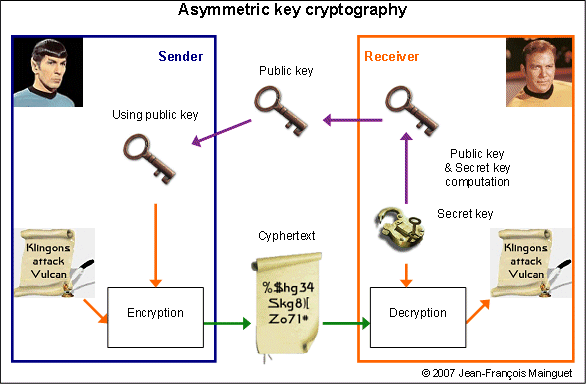 Asymmetric key cryptography
Sender
Receiver
Public key
Using public key
Public key
& Secret key
computation
Secret key
Klingons
attack
Vulcan
Cyphertext
%$hg34
Skg8)[
Zo71*
Klingons
attack
Vulcan
Encryption
Decryption
© 2007 Jean-François Mainguet